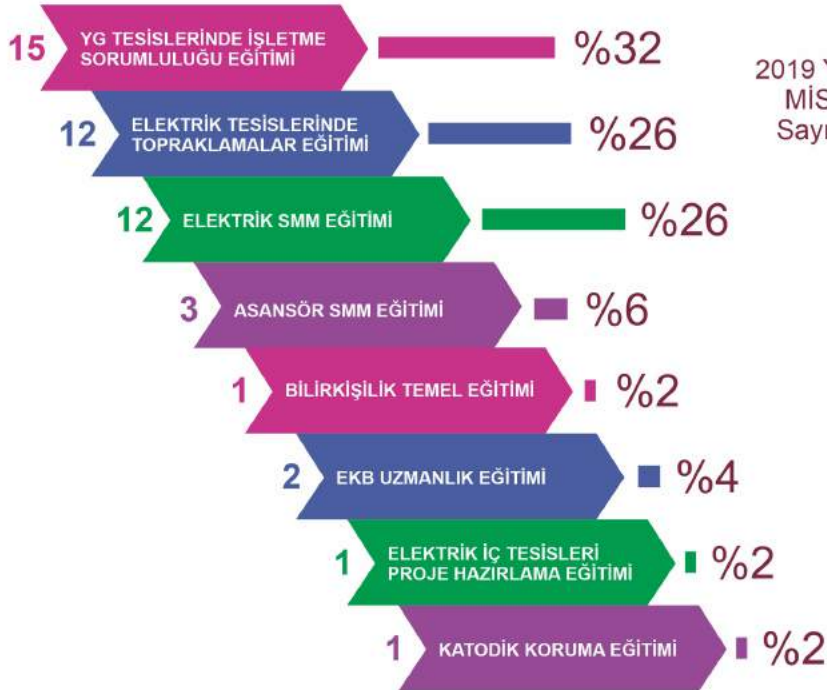 15
YG TESİSLERİNDE İŞLETME
SORUMLULUĞU EĞİTİMİ
%32
2019
MİS
12
ELEKTRİK TESİSLERİNDE
TOPRAKLAMALAR EĞİTİMİ
%26
12
ELEKTRİK SMM EĞİTİMİ
%26
3
ASANSÖR SMM EĞİTİMİ
%6
1
BİLİRKİŞİLİK TEMEL EĞİTİMİ
%2
2
EKB UZMANLIK EĞİTİMİ
%4
1
ELEKTRİK İÇ TESİSLERİ
PROJE HAZIRLAMA EĞİTİMİ
%2
1
KATODİK KORUMA EĞİTİMİ
%2